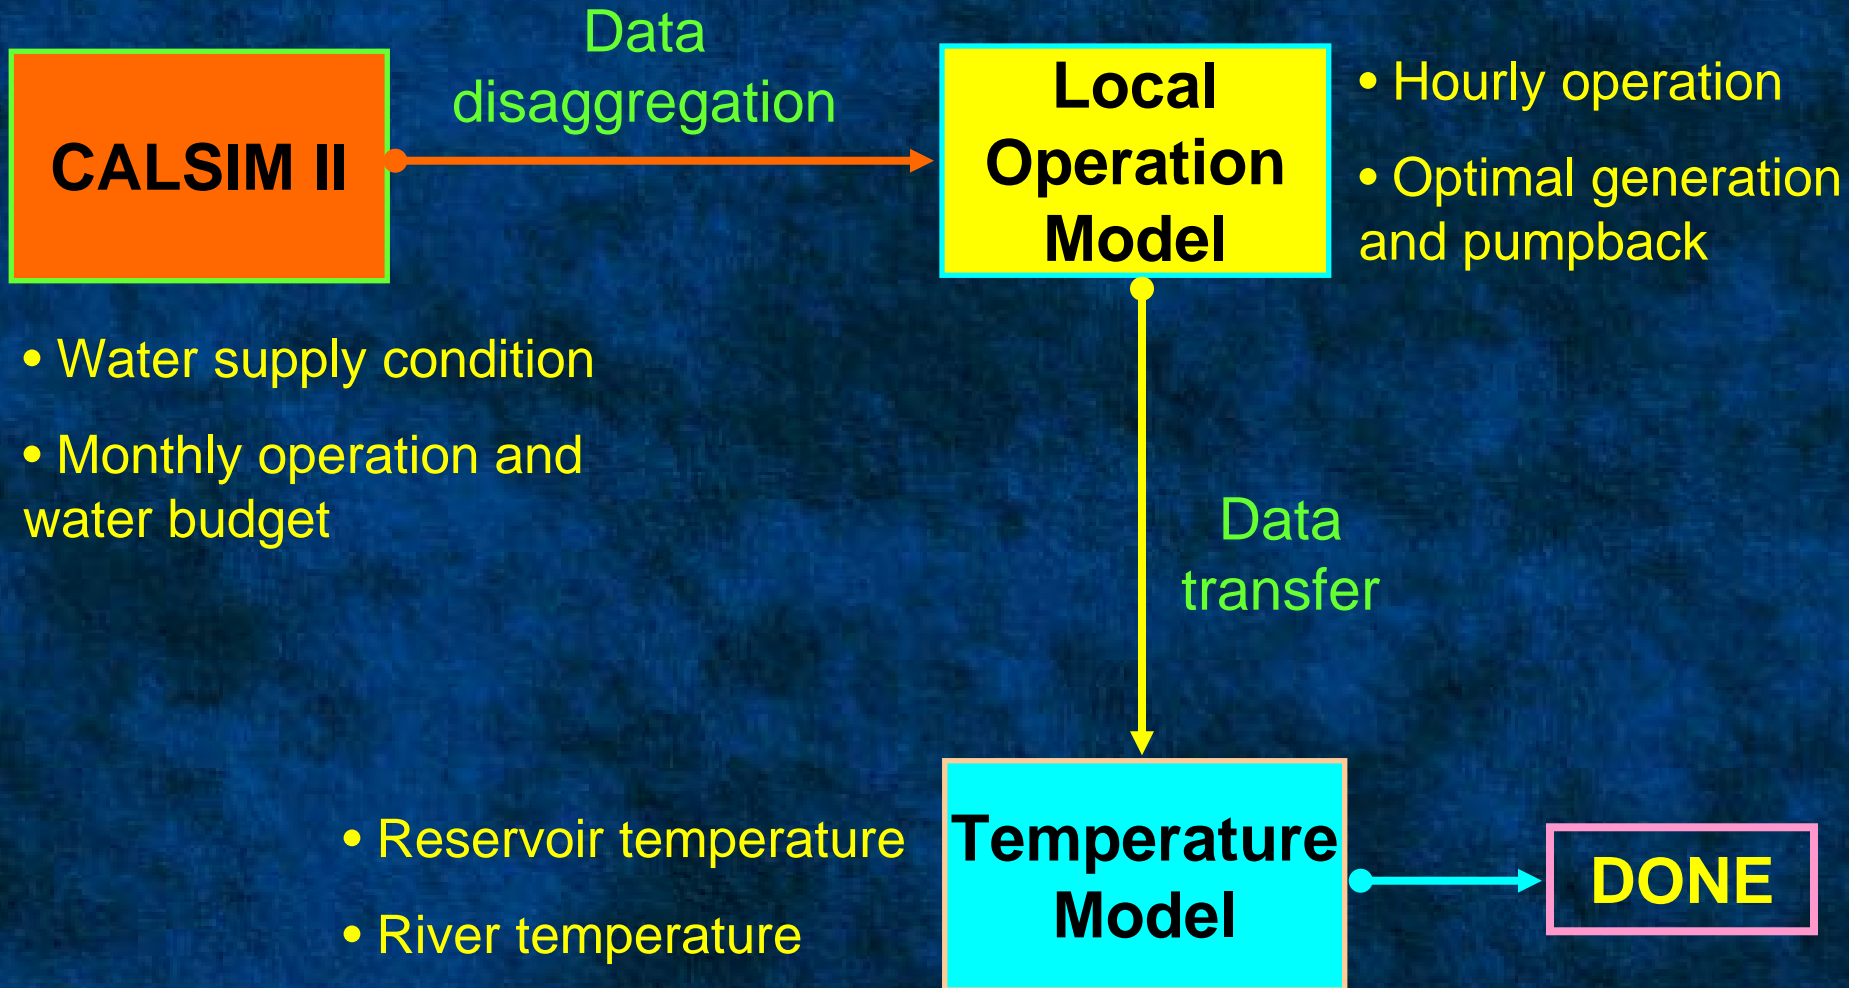 Data
disaggregation
CALSIM II
Local
Operation
Model
• Hourly operation
• Optimal generation
and pumpback
• Water supply condition
• Monthly operation and
water budget
Data
transfer
• Reservoir temperature
• River temperature
Temperature
Model
DONE